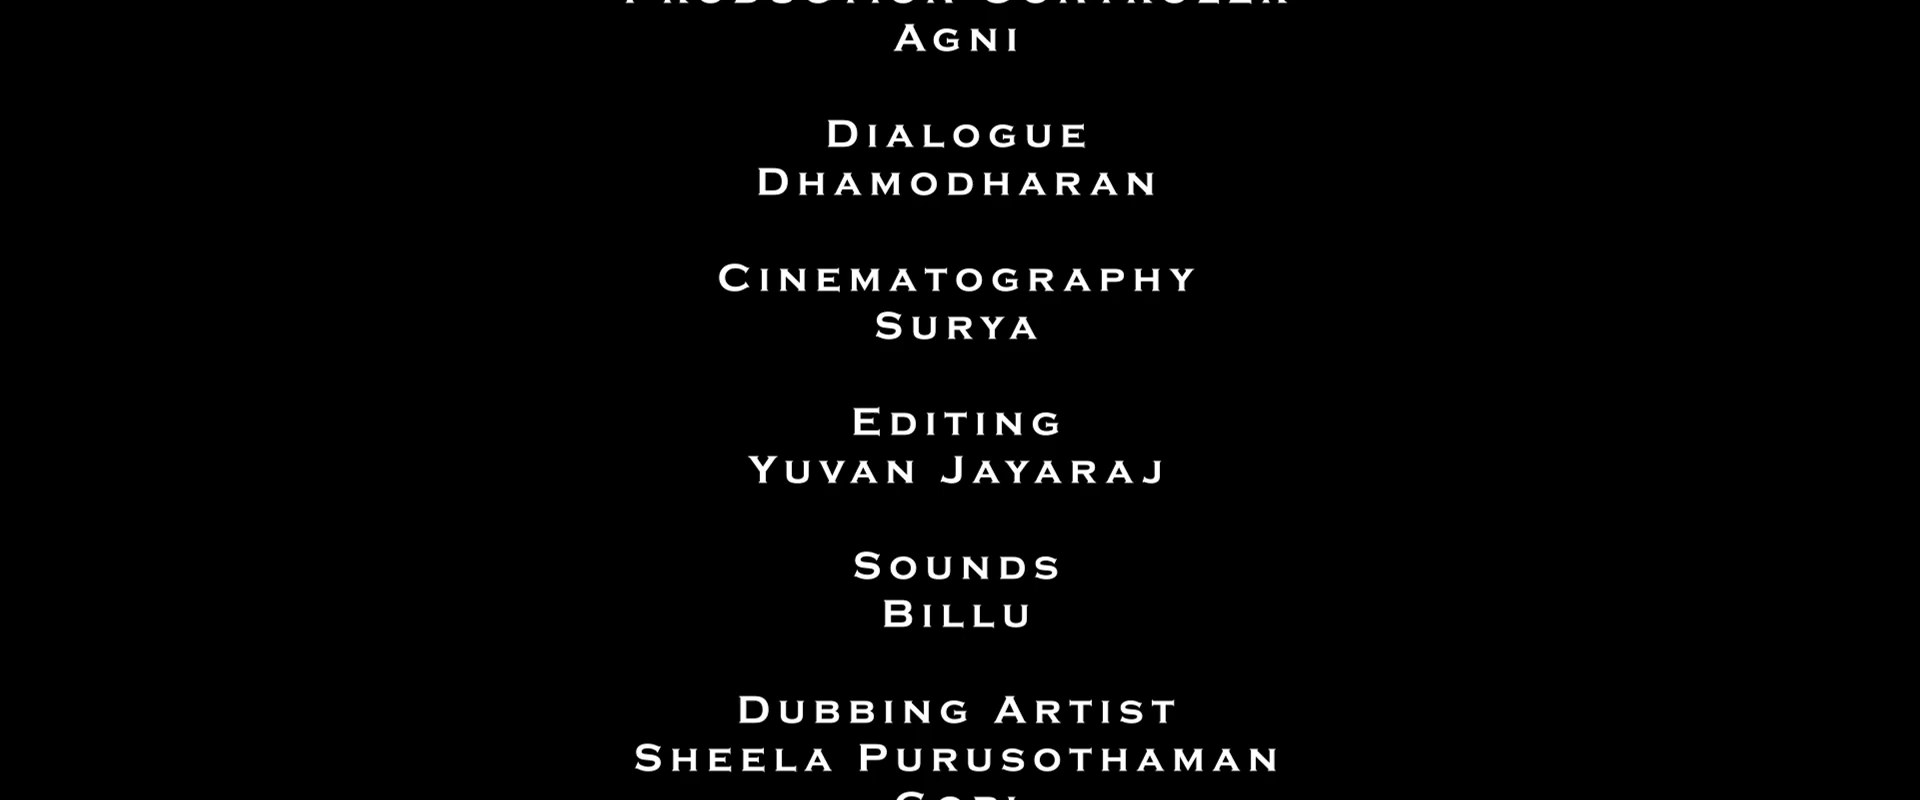 Agni
Dialogue
Dhamodharan
Cinematography
Surya
Editing
Yuvan Jayaraj
Sounds
Billu
Dubbing Artist
Sheela Purusothaman